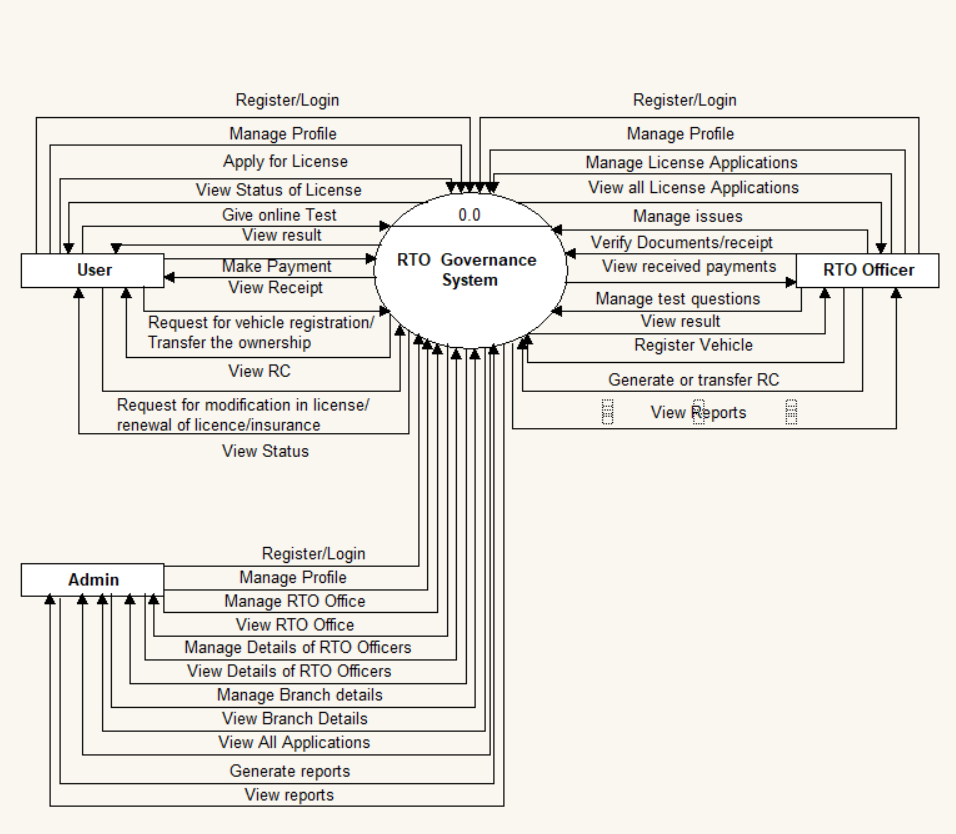 Register/Login
Manage Profile
Apply for License
View Status of License
Give online Test
View result
User
Make Payment
View Receipt
Request for vehicle registration/
Transfer the ownership
View RC
Request for modification in license/
renewal of licence/insurance
View Status
0.0
RTO Governance
System
Register/Login
Manage Profile
Manage License Applications
View all License Applications
Manage issues
Verify Documents/receipt
View received payments
RTO Officer
Manage test questions
View result
Register Vehicle
Generate or transfer RC
View Reports
Register/Login
Admin
Manage Profile
Manage RTO Office
View RTO Office
Manage Details of RTO Officers
View Details of RTO Officers
Manage Branch details
View Branch Details
View All Applications
Generate reports
View reports